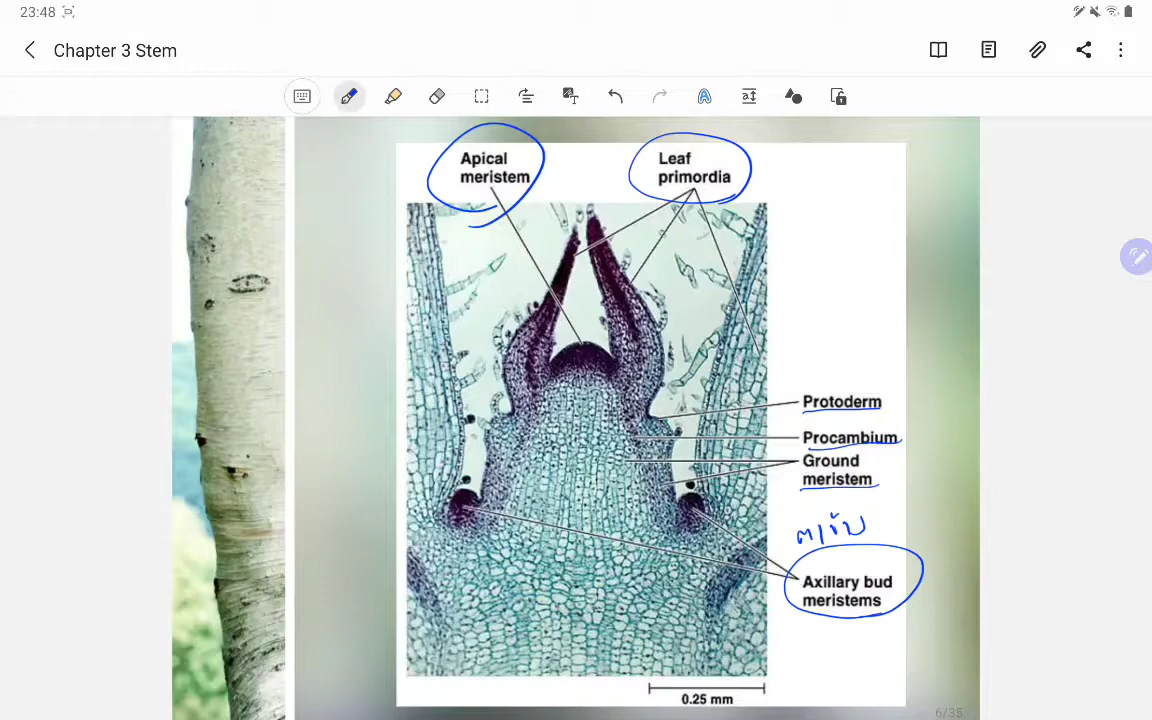 23:48
Chapter 3 Stem
Apical
meristem
Leaf
primordia
Protoderm
Procambium
Ground
meristem
ตาข้าง
Axillary bud
meristems
0.25 mm
6/35